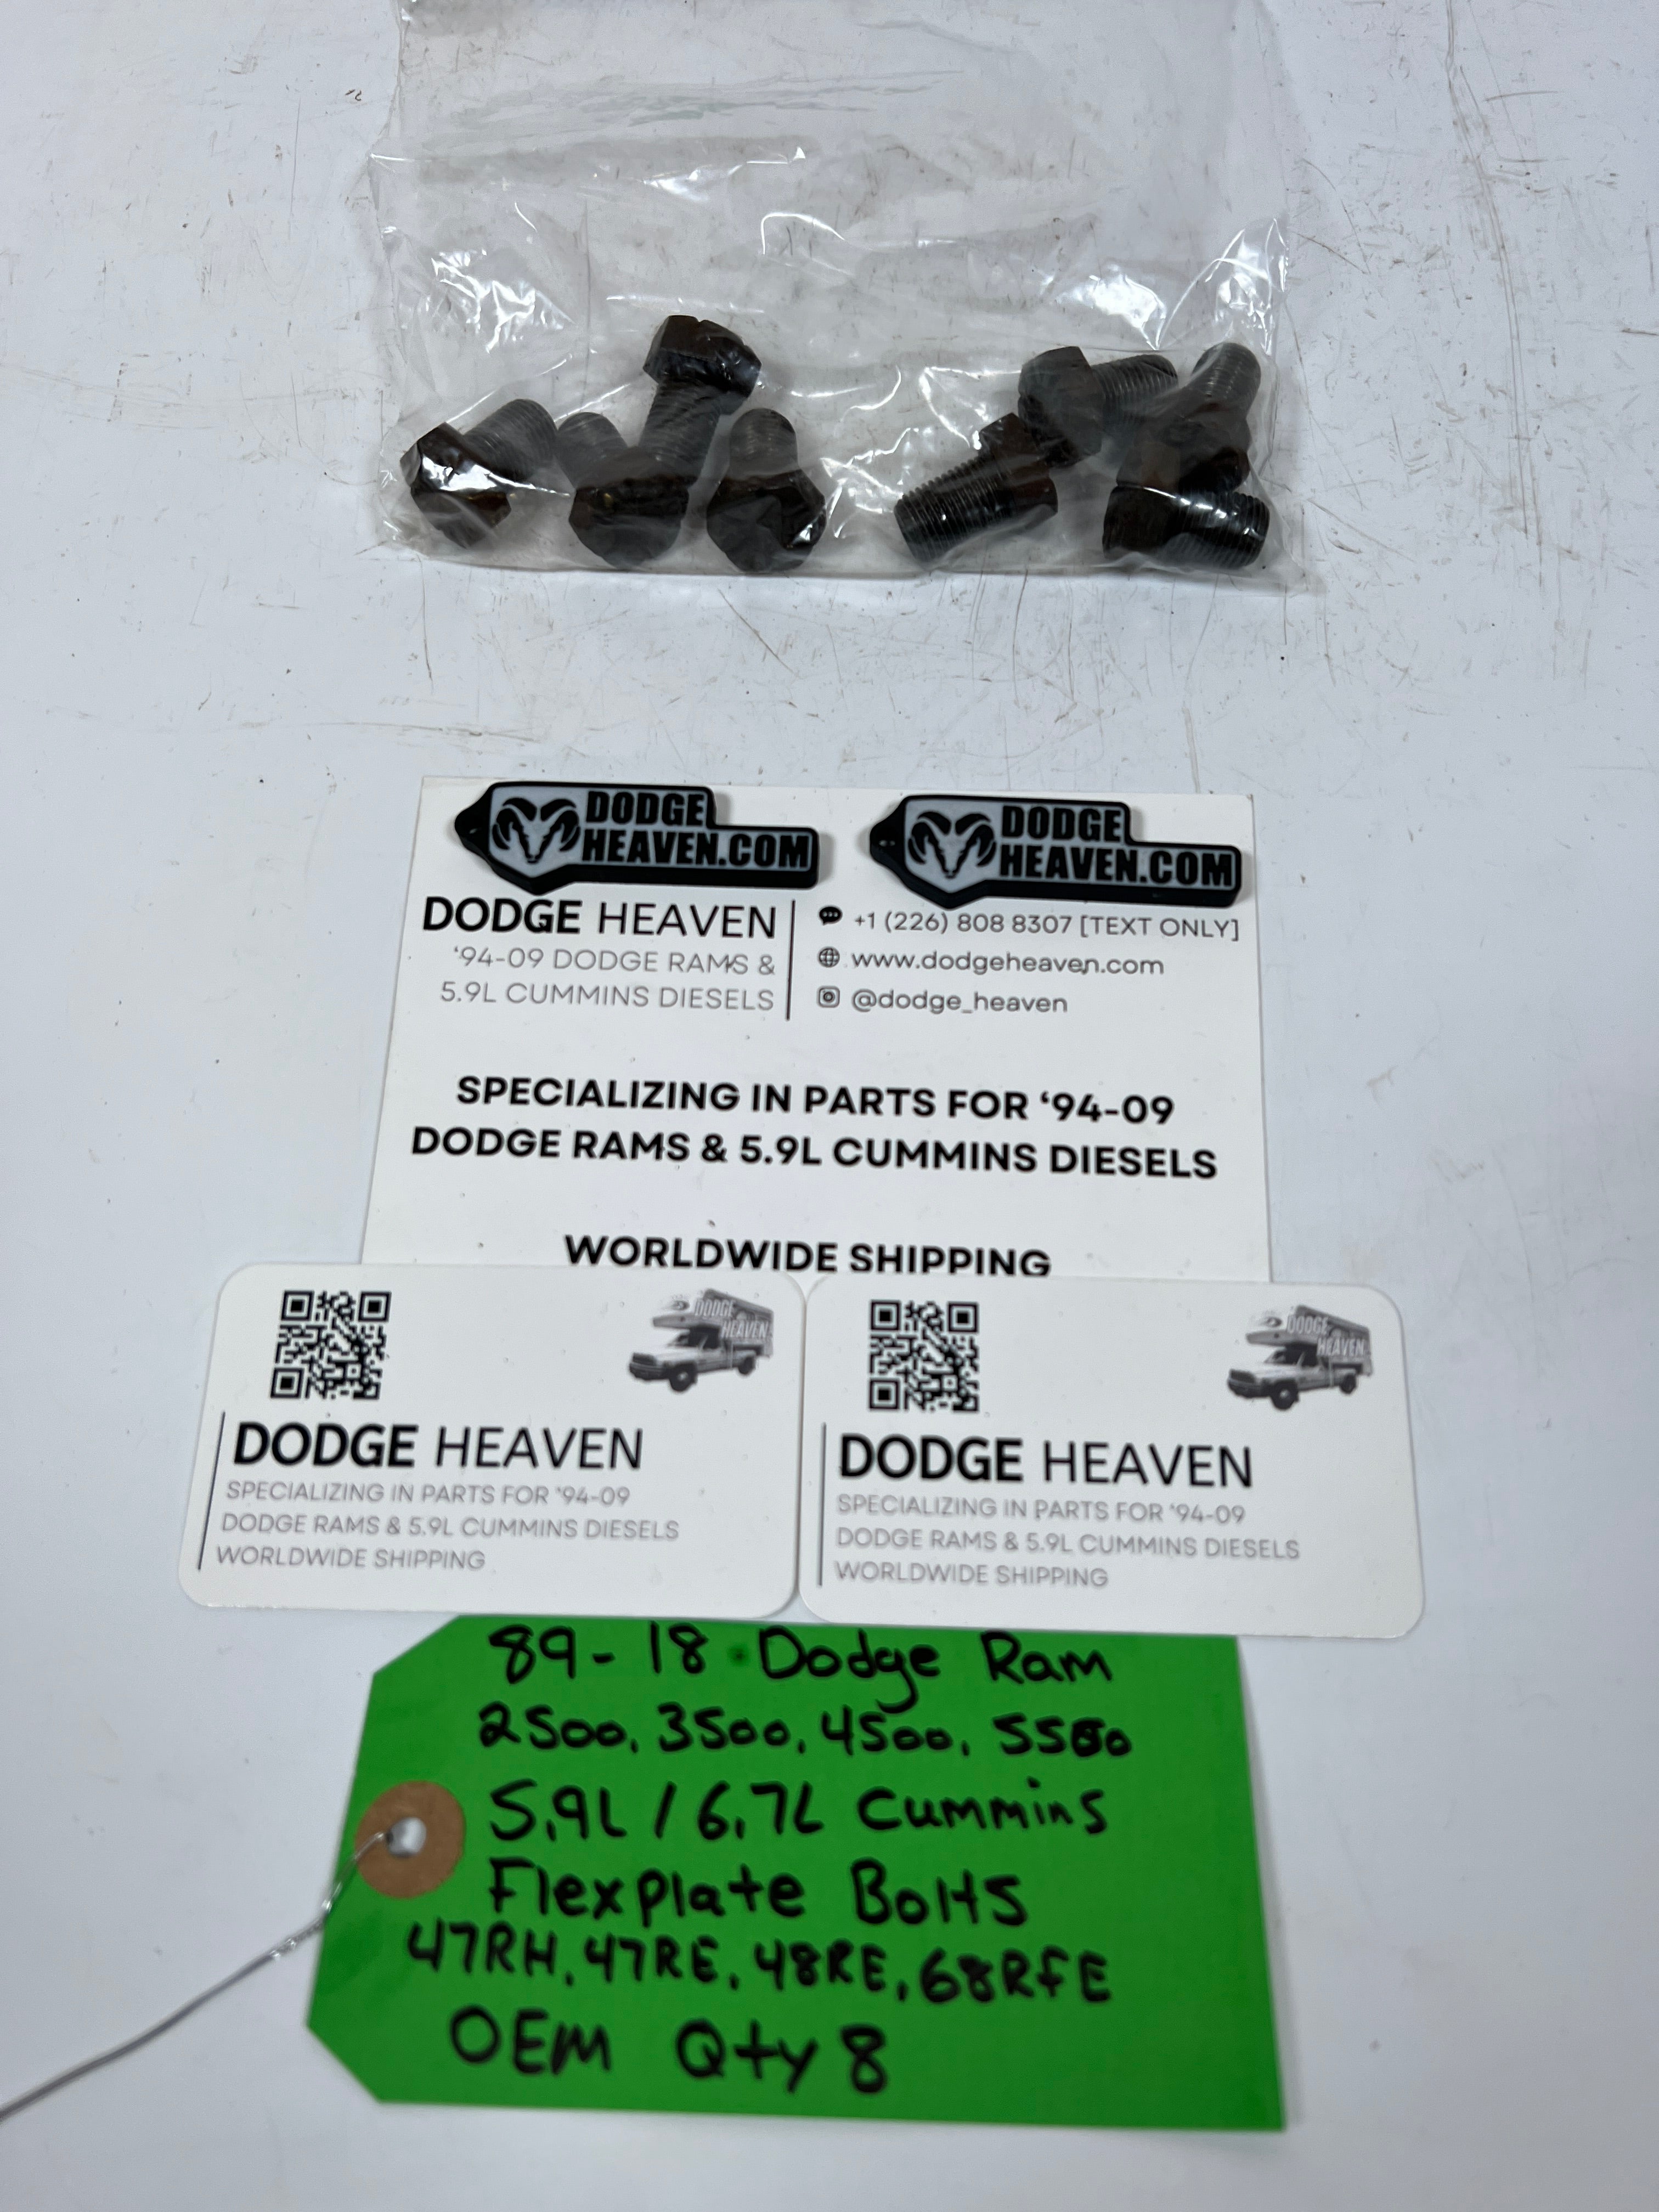 DODGE
HEAVEN.COM
DODGE
HEAVEN.COM
DODGE HEAVEN
‘94-09 DODGE RAMS &
5.9L CUMMINS DIESELS
+1 (226) 808 8307 [TEXT ONLY]
www.dodgeheaven.com
@dodge_heaven
SPECIALIZING IN PARTS FOR ‘94-09
DODGE RAMS & 5.9L CUMMINS DIESELS
WORLDWIDE SHIPPING
DODGE
HEAVEN
DODGE HEAVEN
SPECIALIZING IN PARTS FOR ‘94-09
DODGE RAMS & 5.9L CUMMINS DIESELS
WORLDWIDE SHIPPING
DODGE
HEAVEN
DODGE HEAVEN
SPECIALIZING IN PARTS FOR ‘94-09
DODGE RAMS & 5.9L CUMMINS DIESELS
WORLDWIDE SHIPPING
89-18 Dodge Ram
2500, 3500, 4500, 5500
5.9L / 6.7L Cummins
Flexplate Bolts
47RH, 47RE, 48RE, 68RFE
OEM Qty 8